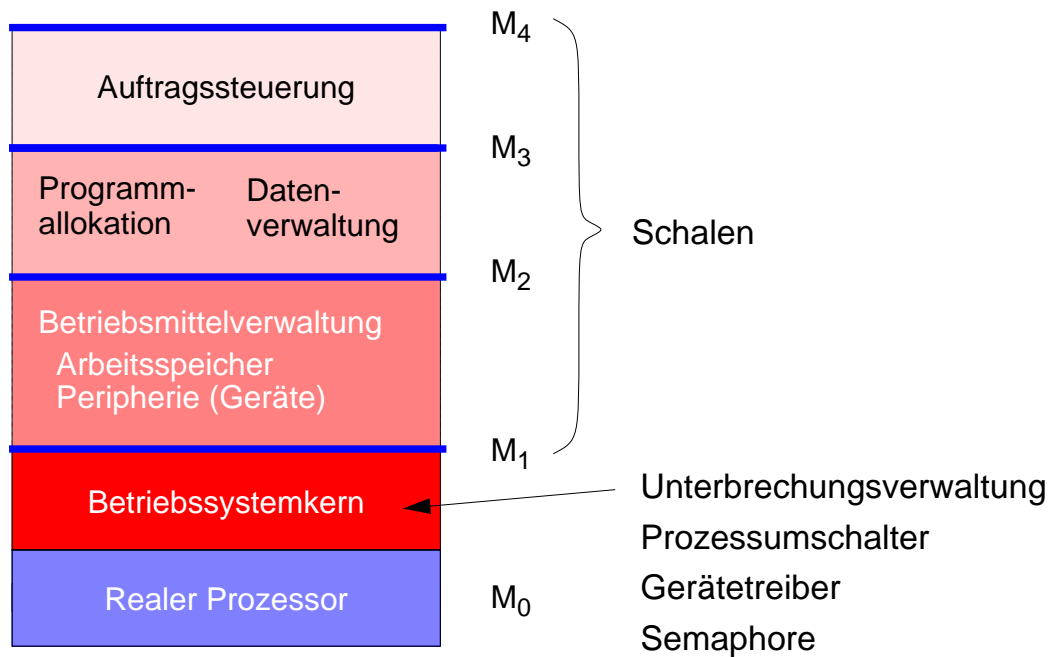 M4
Auftragssteuerung
M3
Programm-
allokation
Daten-
verwaltung
Schalen
M2
Betriebsmittelverwaltung
Arbeitsspeicher
Peripherie (Geräte)
M1
Betriebssystemkern
Unterbrechungsverwaltung
Prozessumschalter
Gerätetreiber
Semaphore
Realer Prozessor
M0